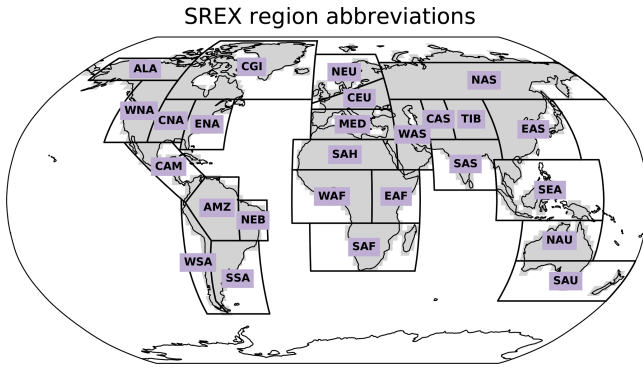 SREX region abbreviations
ALA
CGI
NEU
NAS
WNA
CNA
ENA
CEU
MED
WAS
CAS
TIB
EAS
CAM
SAH
SAS
SEA
AMZ
NEB
WAF
EAF
WSA
SSA
SAF
NAU
SAU